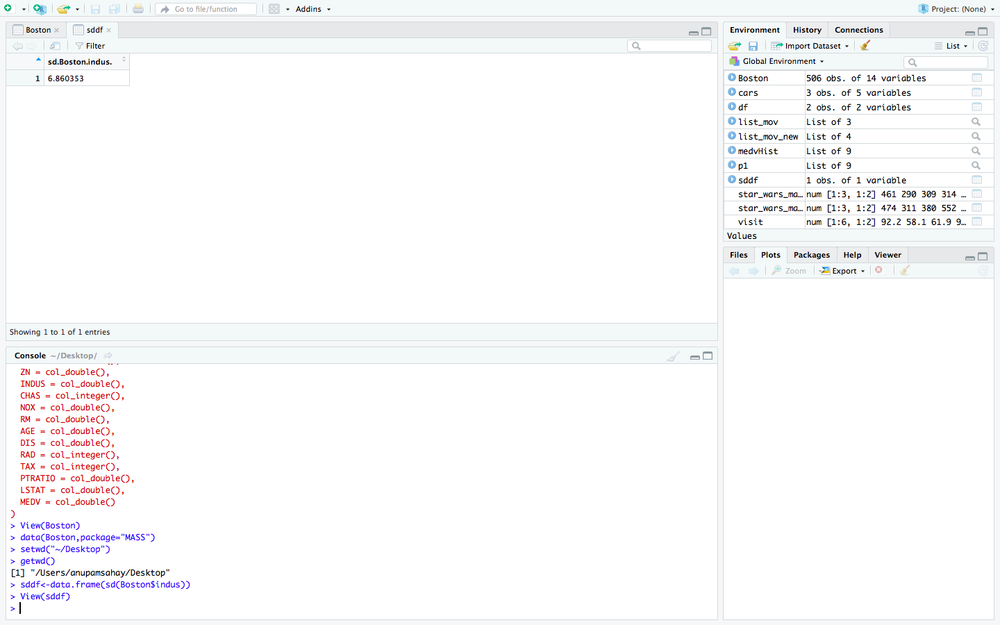 Go to file/function
Addins
Project: (None)
Boston
sddf
Filter
sd.Boston.indus.
1 6.860353
Showing 1 to 1 of 1 entries
Console ~/Desktop/
ZN = col_double(),
INDUS = col_double(),
CHAS = col_integer(),
NOX = col_double(),
RM = col_double(),
AGE = col_double(),
DIS = col_double(),
RAD = col_integer(),
TAX = col_integer(),
PTRATIO = col_double(),
LSTAT = col_double(),
MEDV = col_double()
)
> View(Boston)
> data(Boston,package="MASS")
> setwd("~/Desktop")
> getwd()
[1] "/Users/anupamsahay/Desktop"
> sddf<-data.frame(sd(Boston$indus))
> View(sddf)
>
Environment History Connections
Import Dataset List
Global Environment
Boston 506 obs. of 14 variables
cars 3 obs. of 5 variables
df 2 obs. of 2 variables
list_mov List of 3
list_mov_new List of 4
medvHist List of 9
p1 List of 9
sddf 1 obs. of 1 variable
star_wars_ma… num [1:3, 1:2] 461 290 309 314 …
star_wars_ma… num [1:3, 1:2] 474 311 380 552 …
visit num [1:6, 1:2] 92.2 58.1 61.9 9…
Values
Files Plots Packages Help Viewer
Zoom Export